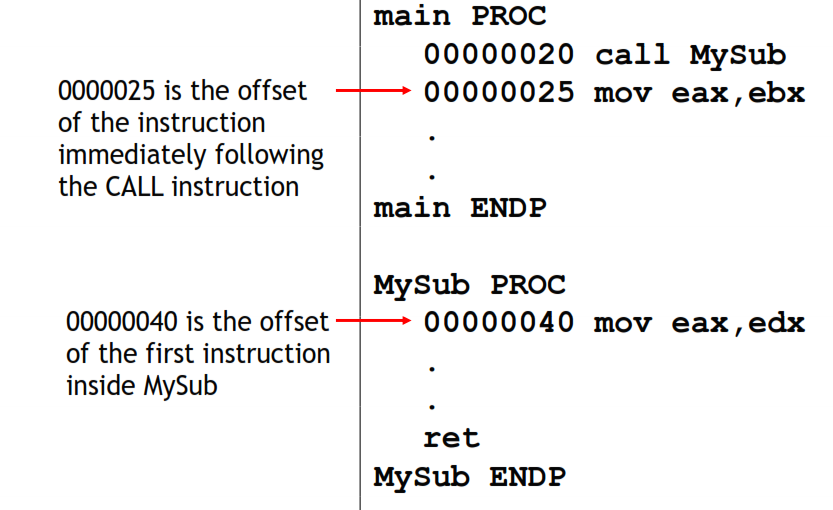 main PROC
00000020 call MySub
0000025 is the offset
of the instruction
immediately following
the CALL instruction
00000025 mov eax,ebx
.
.
main ENDP
MySub PROC
00000040 is the offset
of the first instruction
inside MySub
00000040 mov eax,edx
.
.
ret
MySub ENDP